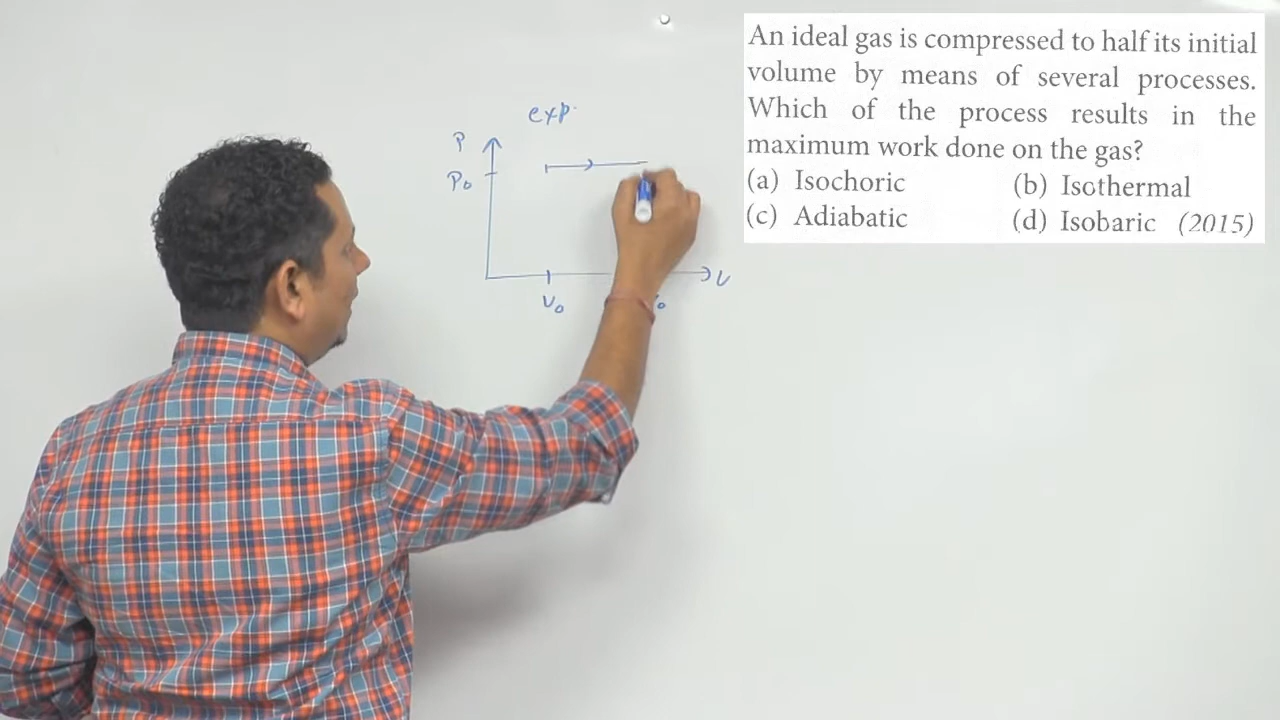 An ideal gas is compressed to half its initial
volume by means of several processes.
Which of the process results in the
maximum work done on the gas?
(a) Isochoric (b) Isothermal
(c) Adiabatic (d) Isobaric (2015)
exp.
P
P₀
V₀
V